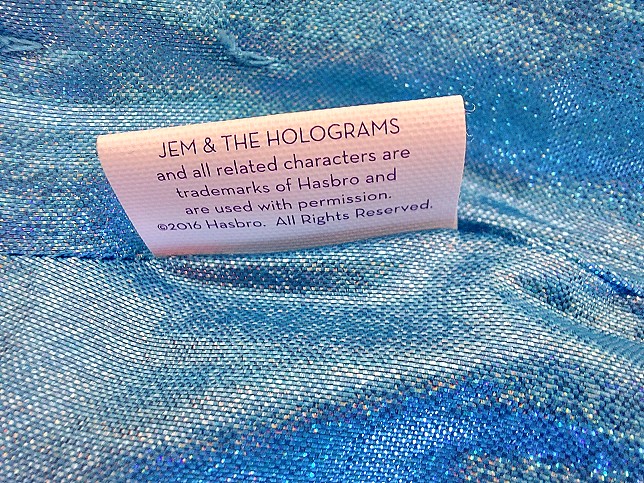 JEM & THE HOLOGRAMS
and all related characters are
trademarks of Hasbro and
are used with permission.
©2016 Hasbro. All Rights Reserved.